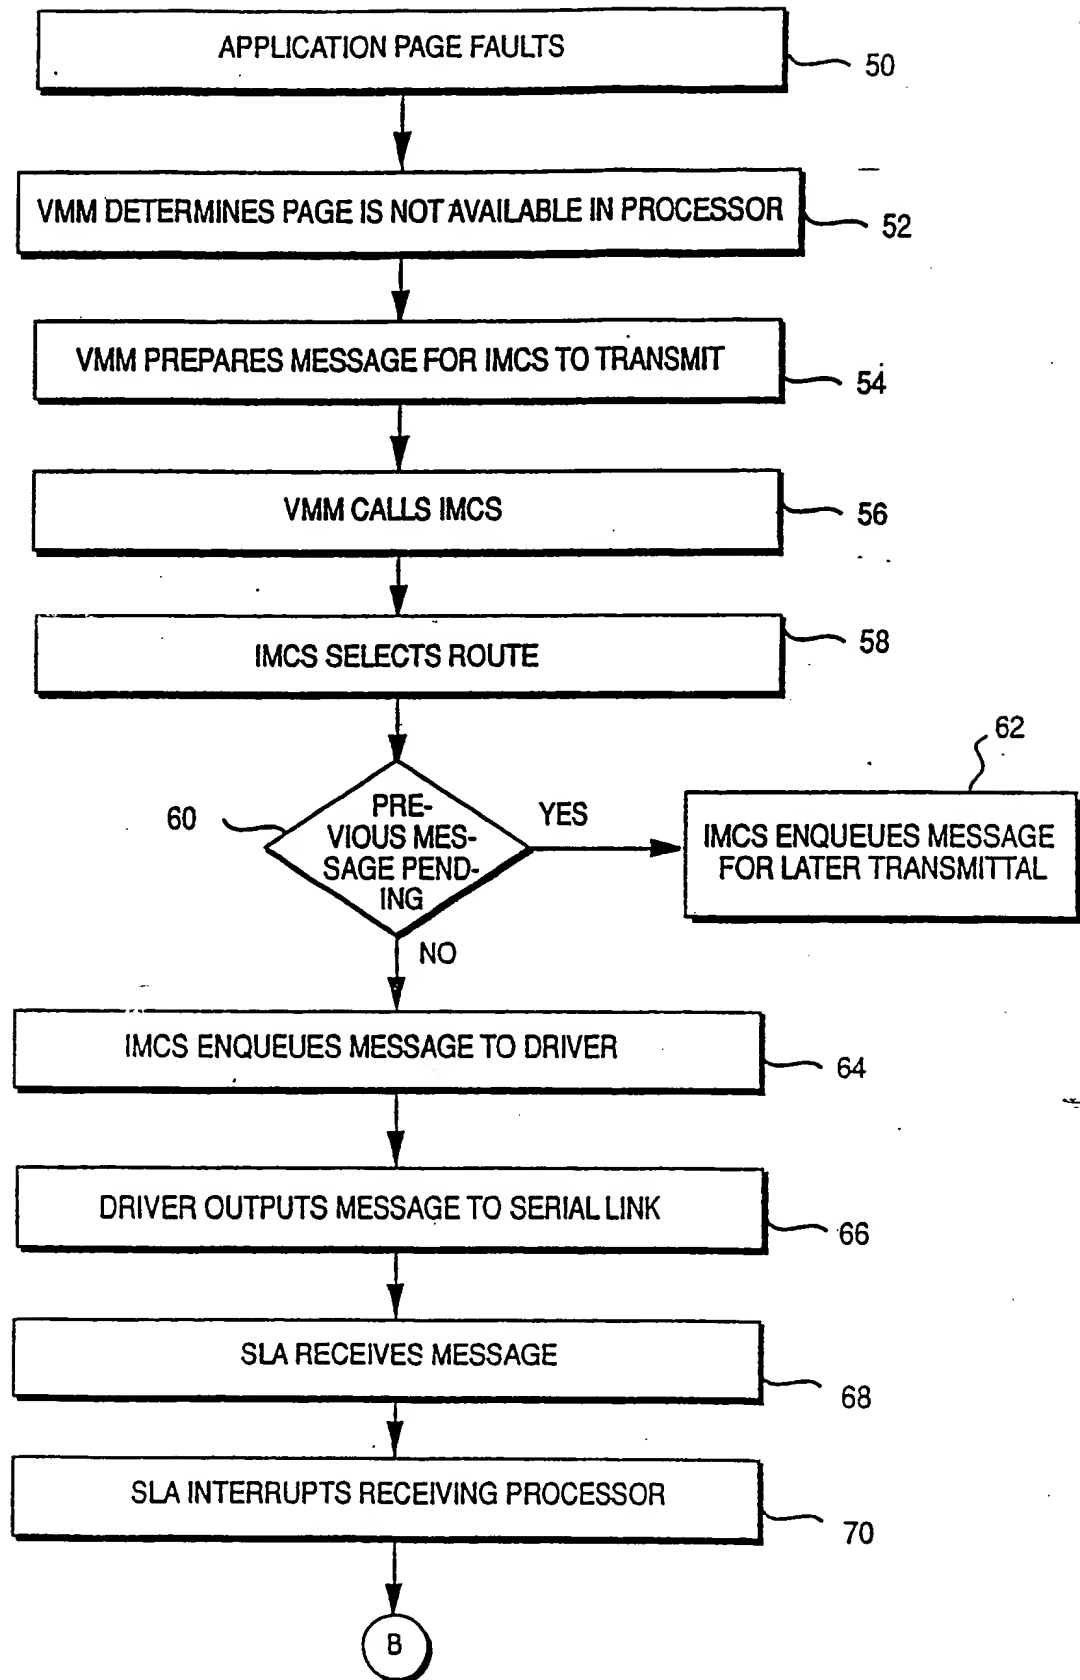 APPLICATION PAGE FAULTS
50
VMM DETERMINES PAGE IS NOT AVAILABLE IN PROCESSOR
52
VMM PREPARES MESSAGE FOR IMCS TO TRANSMIT
54
VMM CALLS IMCS
56
IMCS SELECTS ROUTE
58
60
PRE-
VIOUS MES-
SAGE PEND-
ING
YES
62
IMCS ENQUEUES MESSAGE
FOR LATER TRANSMITTAL
NO
IMCS ENQUEUES MESSAGE TO DRIVER
64
DRIVER OUTPUTS MESSAGE TO SERIAL LINK
66
SLA RECEIVES MESSAGE
68
SLA INTERRUPTS RECEIVING PROCESSOR
70
B